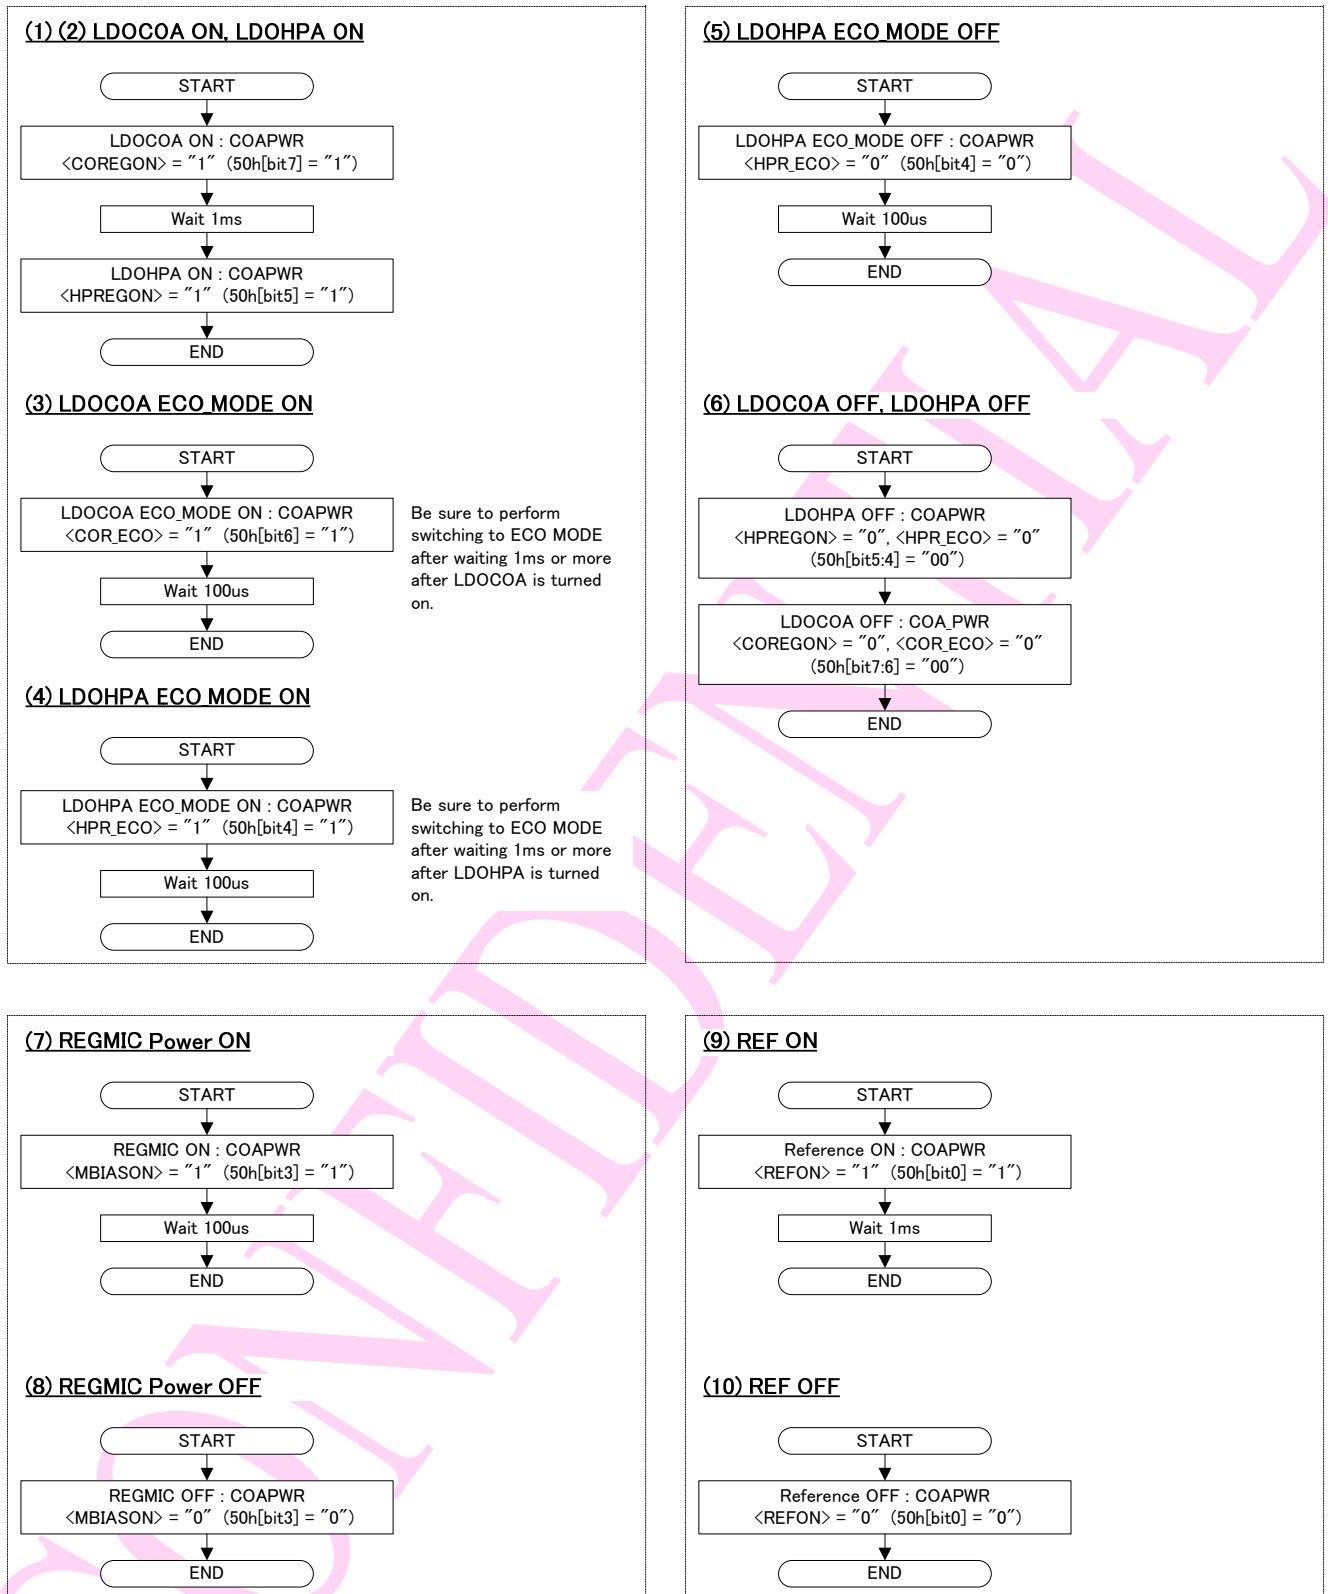 (1) (2) LDOCOA ON, LDOHPA ON
START
LDOCOA ON : COAPWR
<COREGON> = "1" (50h[bit7] = "1")
Wait 1ms
LDOHPA ON : COAPWR
<HPREGON> = "1" (50h[bit5] = "1")
END
(3) LDOCOA ECO_MODE ON
START
LDOCOA ECO_MODE ON : COAPWR
<COR_ECO> = "1" (50h[bit6] = "1")
Wait 100us
END
Be sure to perform
switching to ECO MODE
after waiting 1ms or more
after LDOCOA is turned
on.
(4) LDOHPA ECO_MODE ON
START
LDOHPA ECO_MODE ON : COAPWR
<HPR_ECO> = "1" (50h[bit4] = "1")
Wait 100us
END
Be sure to perform
switching to ECO MODE
after waiting 1ms or more
after LDOHPA is turned
on.
(5) LDOHPA ECO_MODE OFF
START
LDOHPA ECO_MODE OFF : COAPWR
<HPR_ECO> = "0" (50h[bit4] = "0")
Wait 100us
END
(6) LDOCOA OFF, LDOHPA OFF
START
LDOHPA OFF : COAPWR
<HPREGON> = "0", <HPR_ECO> = "0"
(50h[bit5:4] = "00")
LDOCOA OFF : COA_PWR
<COREGON> = "0", <COR_ECO> = "0"
(50h[bit7:6] = "00")
END
(7) REGMIC Power ON
START
REGMIC ON : COAPWR
<MBIASON> = "1" (50h[bit3] = "1")
Wait 100us
END
(8) REGMIC Power OFF
START
REGMIC OFF : COAPWR
<MBIASON> = "0" (50h[bit3] = "0")
END
(9) REF ON
START
Reference ON : COAPWR
<REFON> = "1" (50h[bit0] = "1")
Wait 1ms
END
(10) REF OFF
START
Reference OFF : COAPWR
<REFON> = "0" (50h[bit0] = "0")
END
CONFIDENTIAL